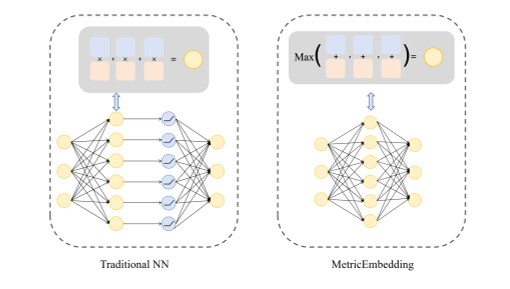 × + × + × =
Max( + , + , + )=
Traditional NN
MetricEmbedding